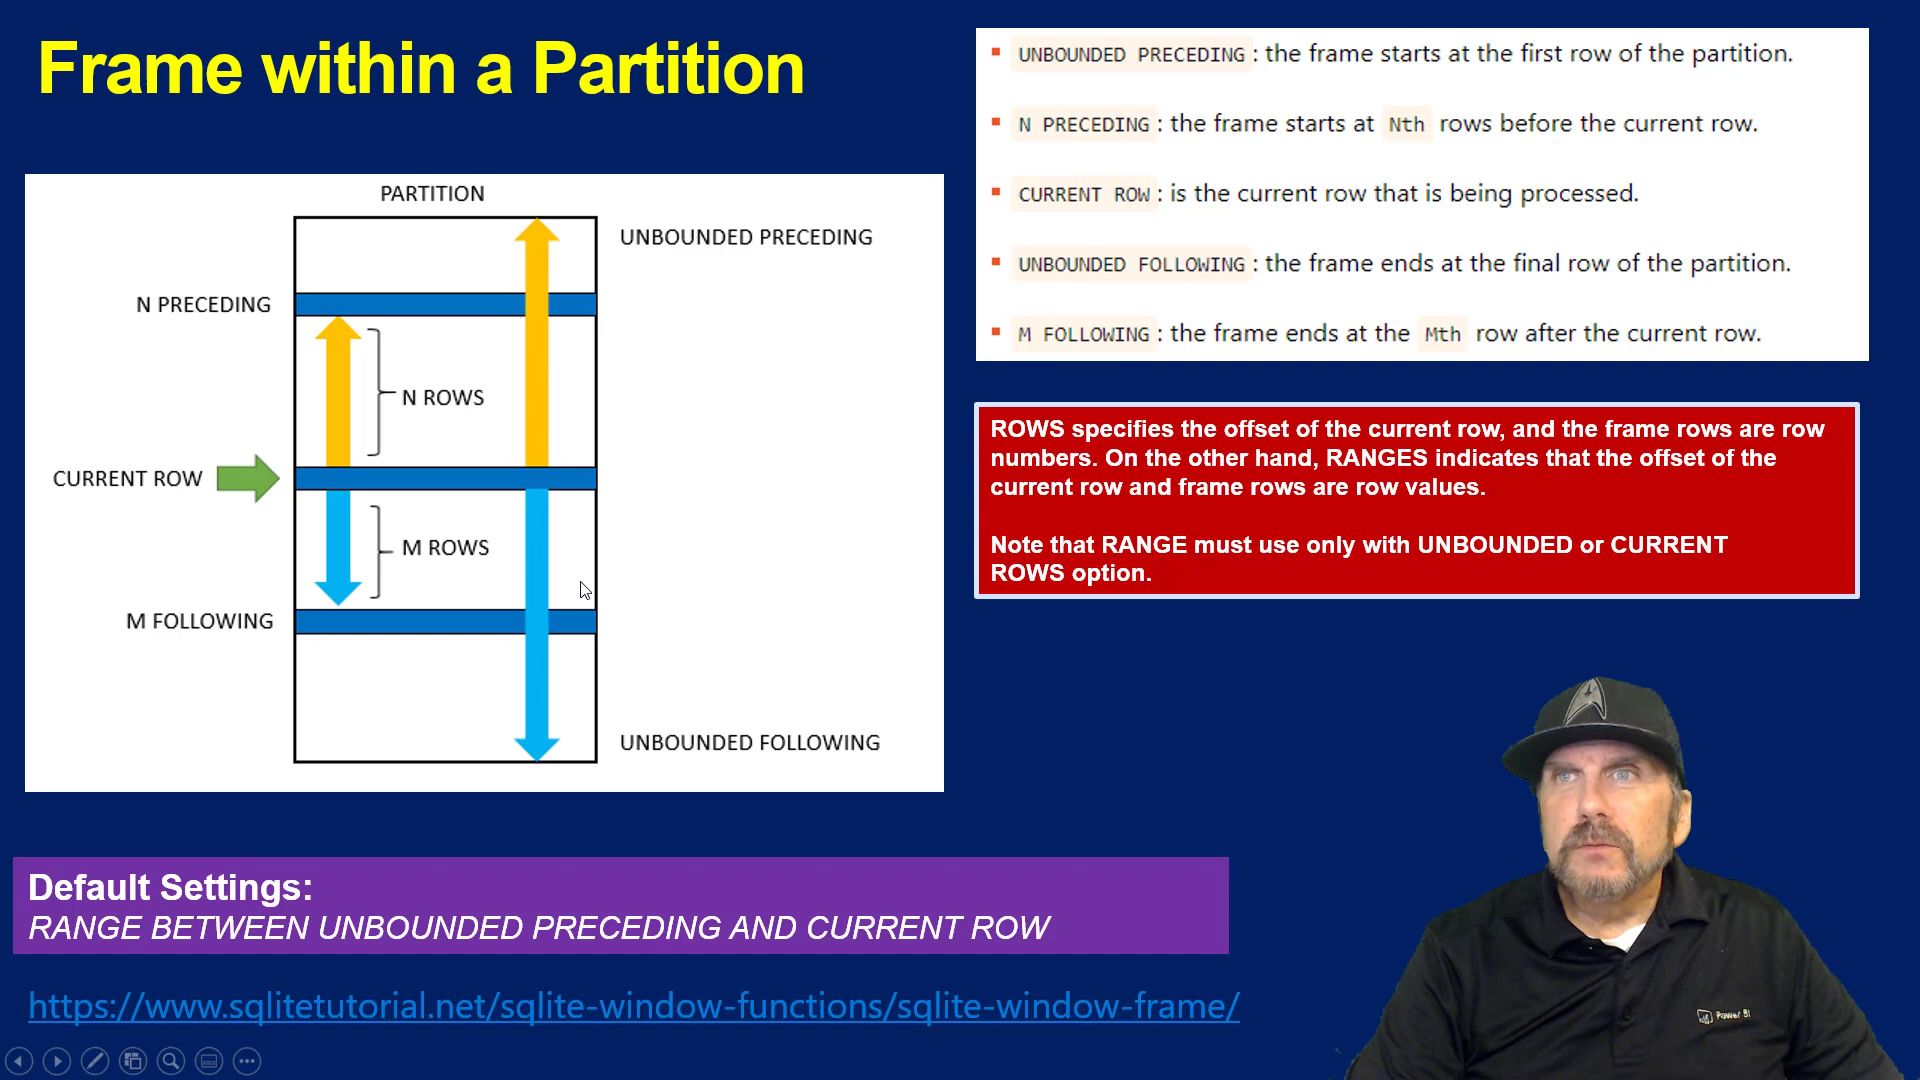 Frame within a Partition
PARTITION
UNBOUNDED PRECEDING
N PRECEDING
N ROWS
CURRENT ROW
M ROWS
M FOLLOWING
UNBOUNDED FOLLOWING
UNBOUNDED PRECEDING : the frame starts at the first row of the partition.
N PRECEDING : the frame starts at Nth rows before the current row.
CURRENT ROW : is the current row that is being processed.
UNBOUNDED FOLLOWING : the frame ends at the final row of the partition.
M FOLLOWING : the frame ends at the Mth row after the current row.
ROWS specifies the offset of the current row, and the frame rows are row
numbers. On the other hand, RANGES indicates that the offset of the
current row and frame rows are row values.
Note that RANGE must use only with UNBOUNDED or CURRENT
ROWS option.
Default Settings:
RANGE BETWEEN UNBOUNDED PRECEDING AND CURRENT ROW
https://www.sqlitetutorial.net/sqlite-window-functions/sqlite-window-frame/
Power BI